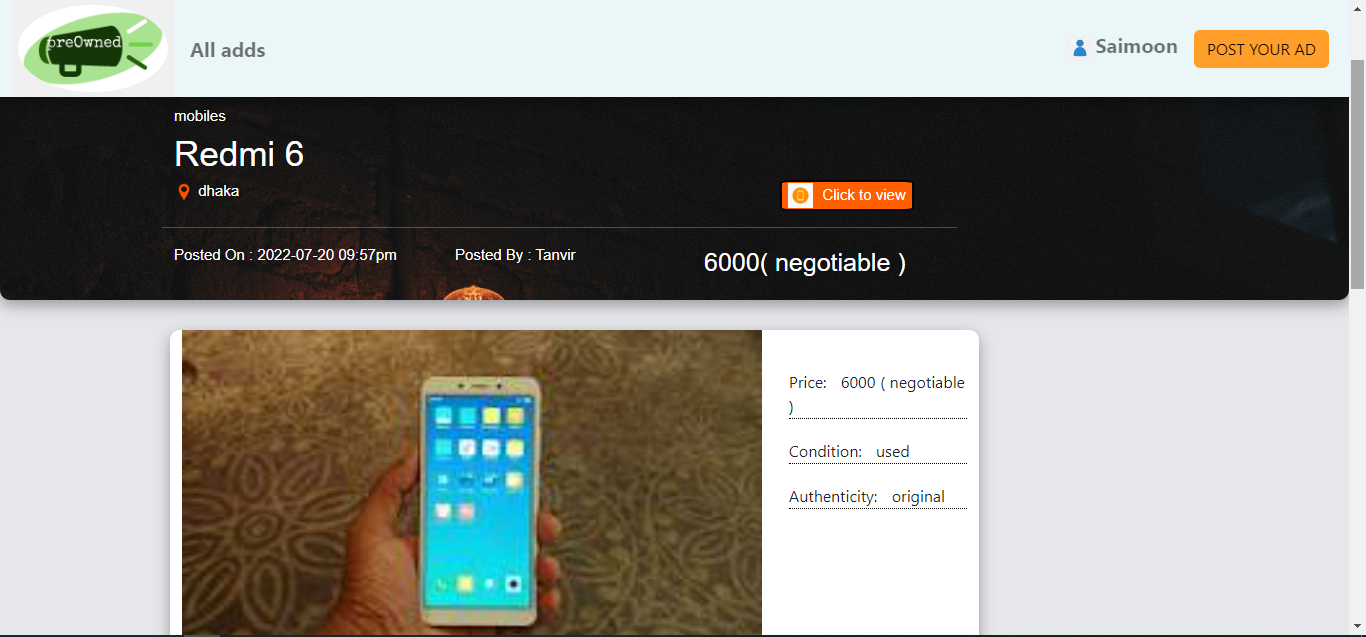 preOwned
All adds
Saimoon
POST YOUR AD
mobiles
Redmi 6
dhaka
Click to view
Posted On : 2022-07-20 09:57pm
Posted By : Tanvir
6000( negotiable )
Price: 6000 ( negotiable
)
Condition: used
Authenticity: original